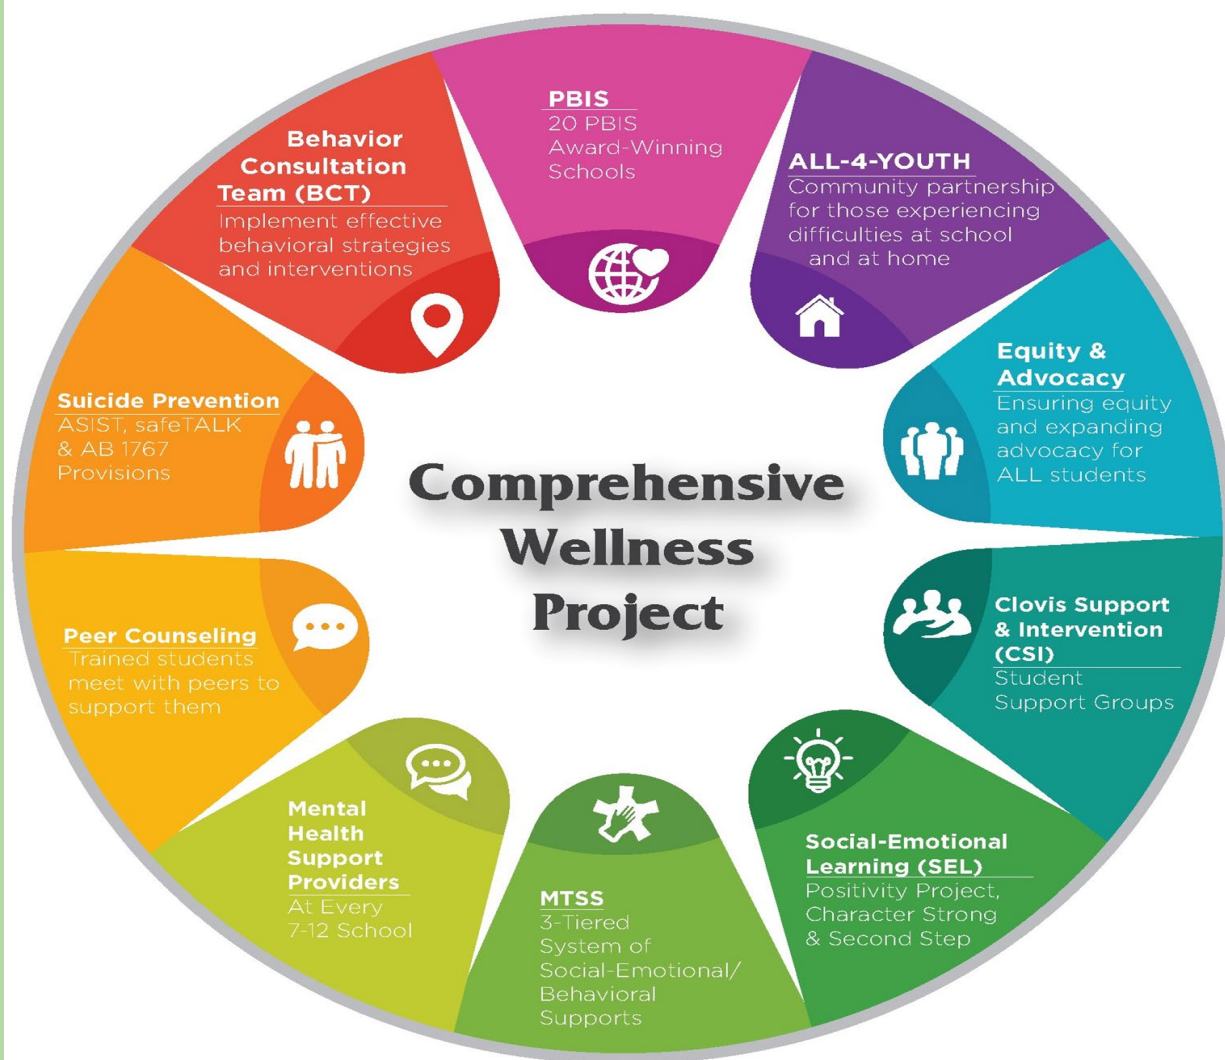 PBIS
20 PBIS
Award-Winning
Schools
ALL-4-YOUTH
Community partnership
for those experiencing
difficulties at school
and at home
Equity &
Advocacy
Ensuring equity
and expanding
advocacy for
ALL students
Clovis Support
& Intervention
(CSI)
Student
Support Groups
Social-Emotional
Learning (SEL)
Positivity Project,
Character Strong
& Second Step
MTSS
3-Tiered
System of
Social-Emotional/
Behavioral
Supports
Mental
Health
Support
Providers
At Every
7-12 School
Peer Counseling
Trained students
meet with peers to
support them
Suicide Prevention
ASIST, safeTALK
& AB 1767
Provisions
Behavior
Consultation
Team (BCT)
Implement effective
behavioral strategies
and interventions
Comprehensive
Wellness
Project